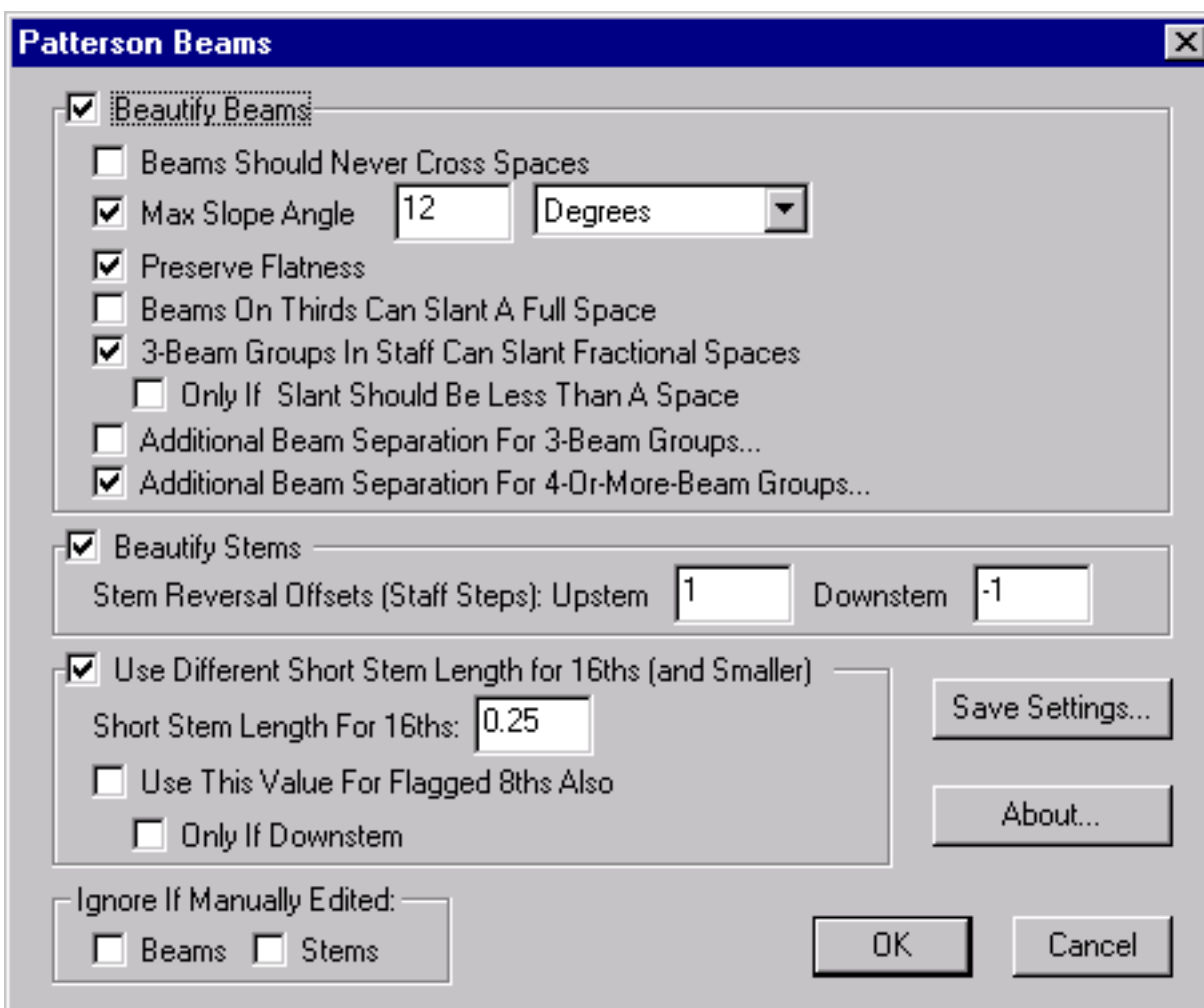 Patterson Beams
Beautify Beams
Beams Should Never Cross Spaces
Max Slope Angle 12 Degrees
Preserve Flatness
Beams On Thirds Can Slant A Full Space
3-Beam Groups In Staff Can Slant Fractional Spaces
Only If  Slant Should Be Less Than A Space
Additional Beam Separation For 3-Beam Groups...
Additional Beam Separation For 4-Or-More-Beam Groups...
Beautify Stems
Stem Reversal Offsets (Staff Steps): Upstem 1 Downstem -1
Use Different Short Stem Length for 16ths (and Smaller)
Short Stem Length For 16ths: 0.25
Use This Value For Flagged 8ths Also
Only If Downstem
Save Settings...
About...
Ignore If Manually Edited:
Beams Stems
OK Cancel